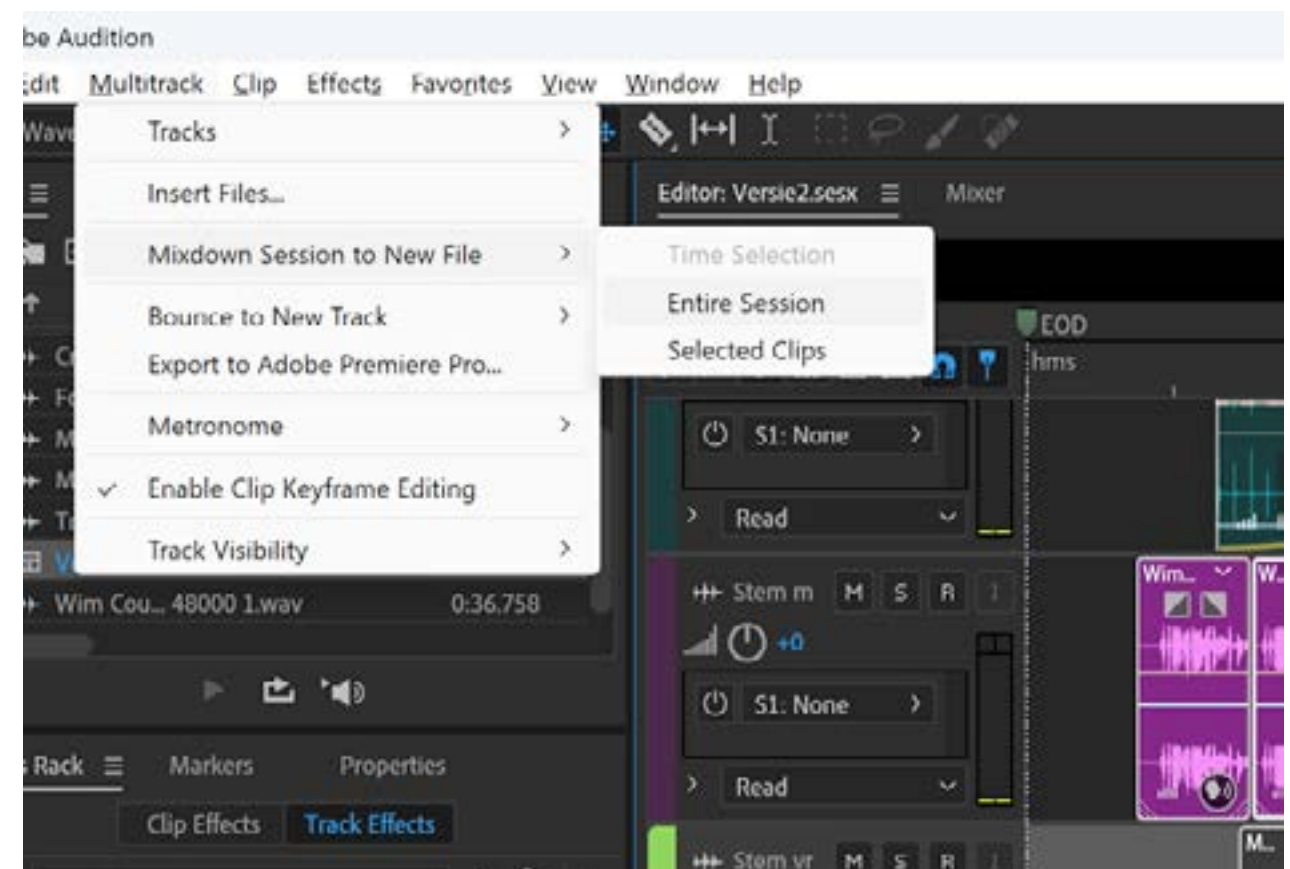 be Audition
Edit Multitrack Clip Effects Favorites View Window Help
Wave
Tracks
Insert Files...
Editor: Versie2.sesx Mixer
Mixdown Session to New File
Time Selection
Entire Session
Selected Clips
Bounce to New Track
EOD
Export to Adobe Premiere Pro...
hms
Metronome
S1: None
Enable Clip Keyframe Editing
Read
Track Visibility
Wim... W...
Wim Cou... 48000 1.wav 0:36.758
Stem m M S R I
+0
S1: None
s Rack Markers Properties
Read
Clip Effects Track Effects
Stem vr M S R I
M...